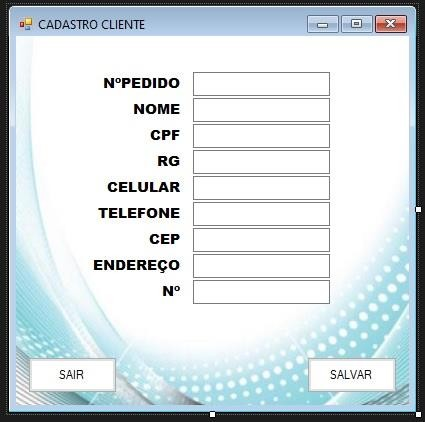 CADASTRO CLIENTE
NºPEDIDO
NOME
CPF
RG
CELULAR
TELEFONE
CEP
ENDEREÇO
Nº
SAIR
SALVAR